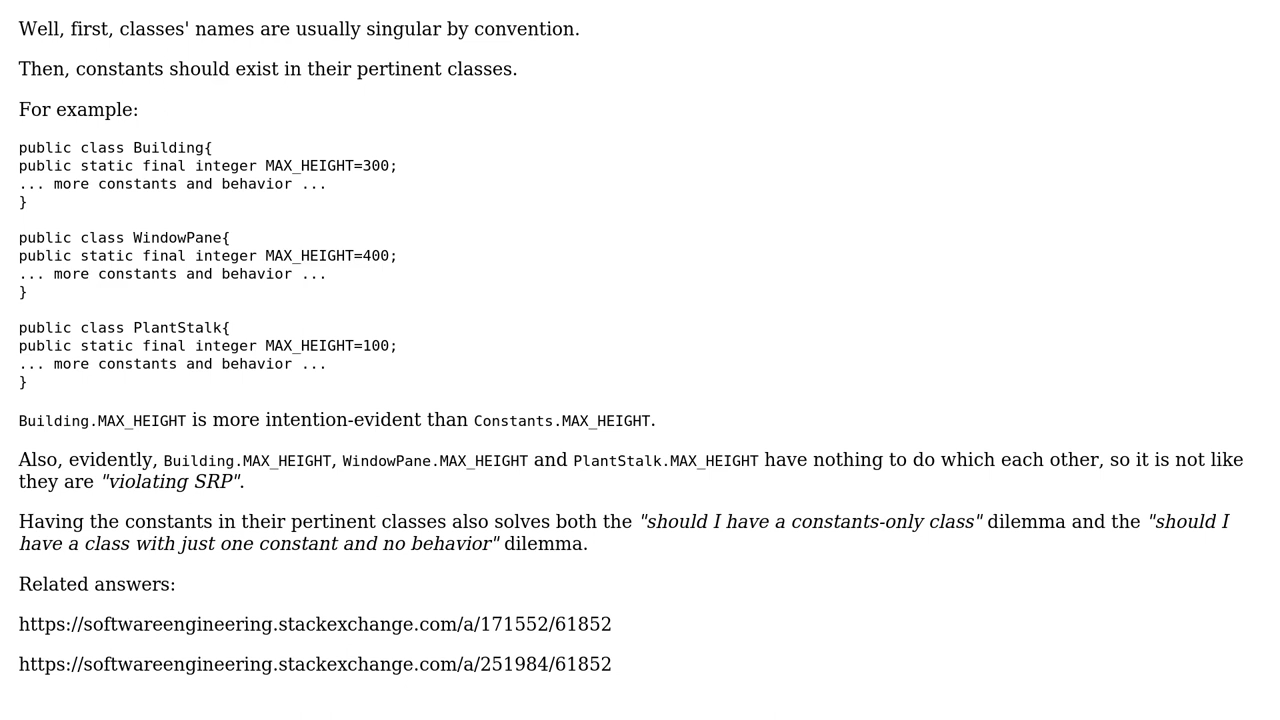 Well, first, classes' names are usually singular by convention.
Then, constants should exist in their pertinent classes.
For example:
public class Building{
public static final integer MAX_HEIGHT=300;
... more constants and behavior ...
}
public class WindowPane{
public static final integer MAX_HEIGHT=400;
... more constants and behavior ...
}
public class PlantStalk{
public static final integer MAX_HEIGHT=100;
... more constants and behavior ...
}
Building.MAX_HEIGHT is more intention-evident than Constants.MAX_HEIGHT.
Also, evidently, Building.MAX_HEIGHT, WindowPane.MAX_HEIGHT and PlantStalk.MAX_HEIGHT have nothing to do which each other, so it is not like
they are "violating SRP".
Having the constants in their pertinent classes also solves both the "should I have a constants-only class" dilemma and the "should I
have a class with just one constant and no behavior" dilemma.
Related answers:
https://softwareengineering.stackexchange.com/a/171552/61852
https://softwareengineering.stackexchange.com/a/251984/61852